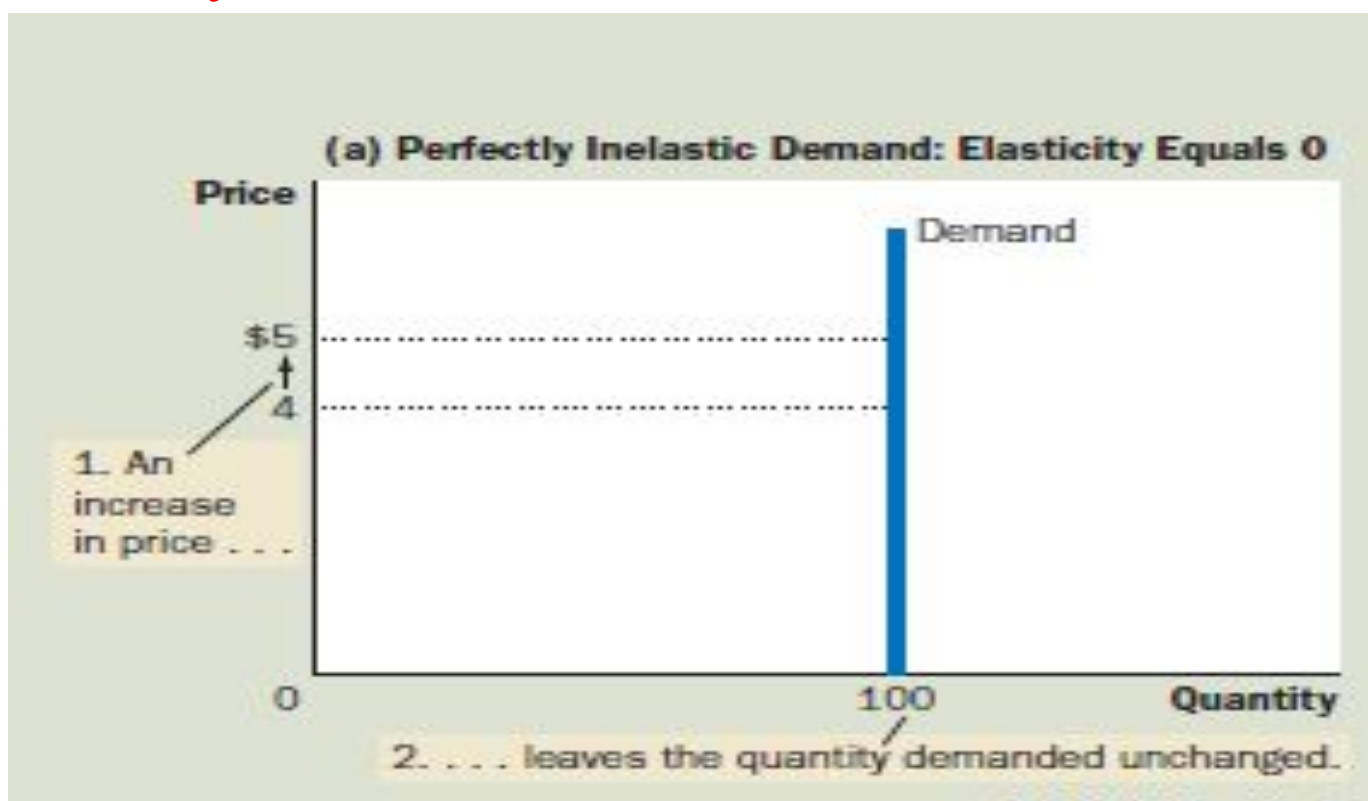 (a) Perfectly Inelastic Demand: Elasticity Equals 0
Price
Demand
$5
4
1. An
increase
in price . . .
0
100
Quantity
2. . . . leaves the quantity demanded unchanged.